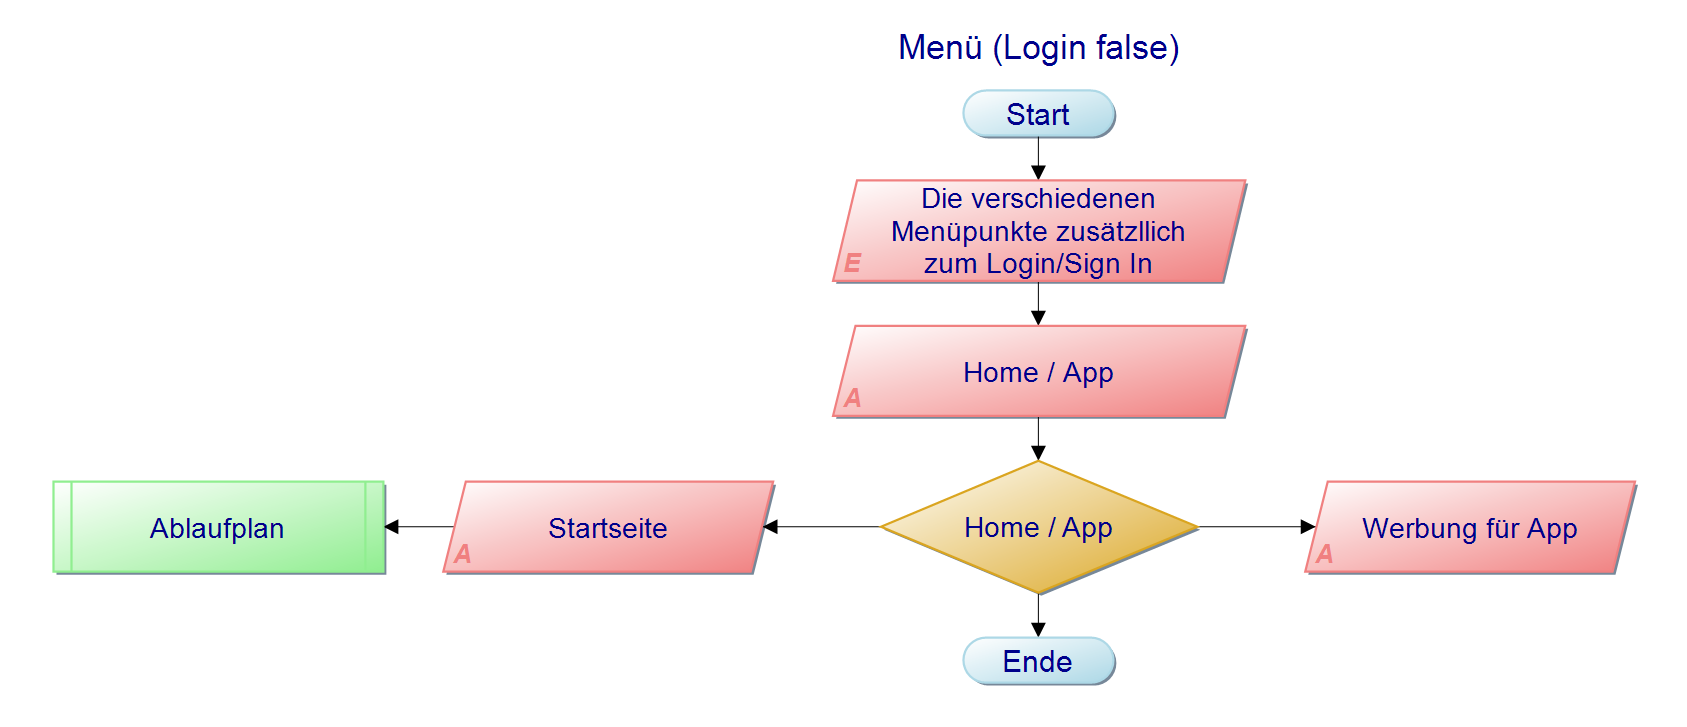 Menü (Login false)
Start
Die verschiedenen
Menüpunkte zusätzllich
zum Login/Sign In
E
Home / App
A
Ablaufplan
Startseite
A
Home / App
Werbung für App
A
Ende